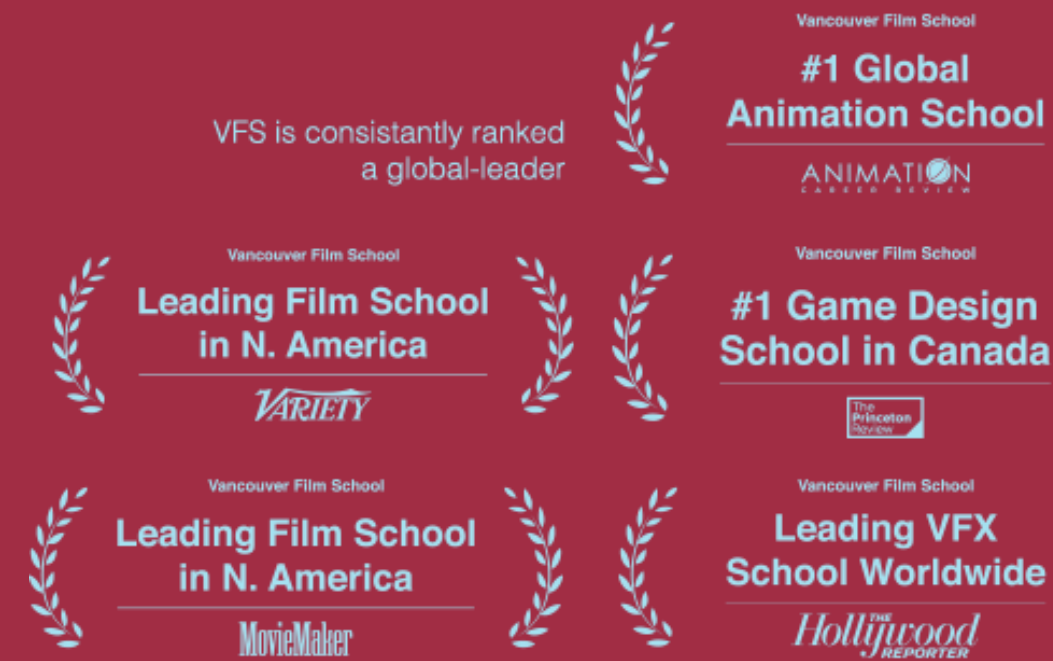 VFS is consistantly ranked
a global-leader
Vancouver Film School
#1 Global
Animation School
ANIMATION
CAREER REVIEW
Vancouver Film School
Leading Film School
in N. America
VARIETY
Vancouver Film School
#1 Game Design
School in Canada
The
Princeton
Review
Vancouver Film School
Leading Film School
in N. America
MovieMaker
Vancouver Film School
Leading VFX
School Worldwide
THE
Hollywood
REPORTER